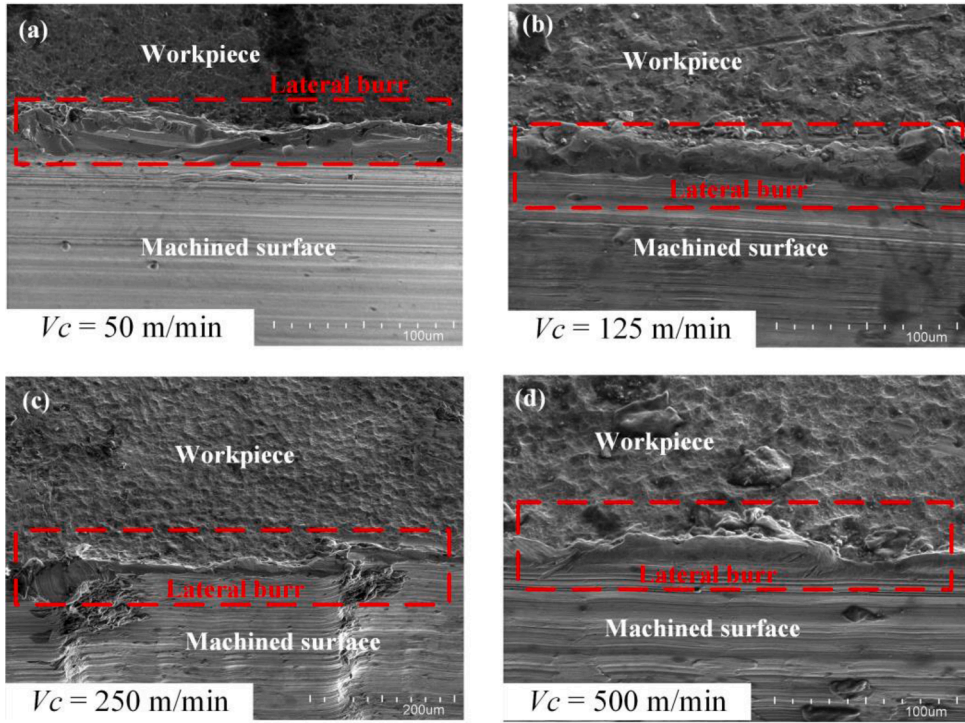 (a)
Workpiece
Lateral burr
Machined surface
Vc = 50 m/min
100um
(b)
Workpiece
Lateral burr
Machined surface
Vc = 125 m/min
100um
(c)
Workpiece
Lateral burr
Machined surface
Vc = 250 m/min
200um
(d)
Workpiece
Lateral burr
Machined surface
Vc = 500 m/min
100um